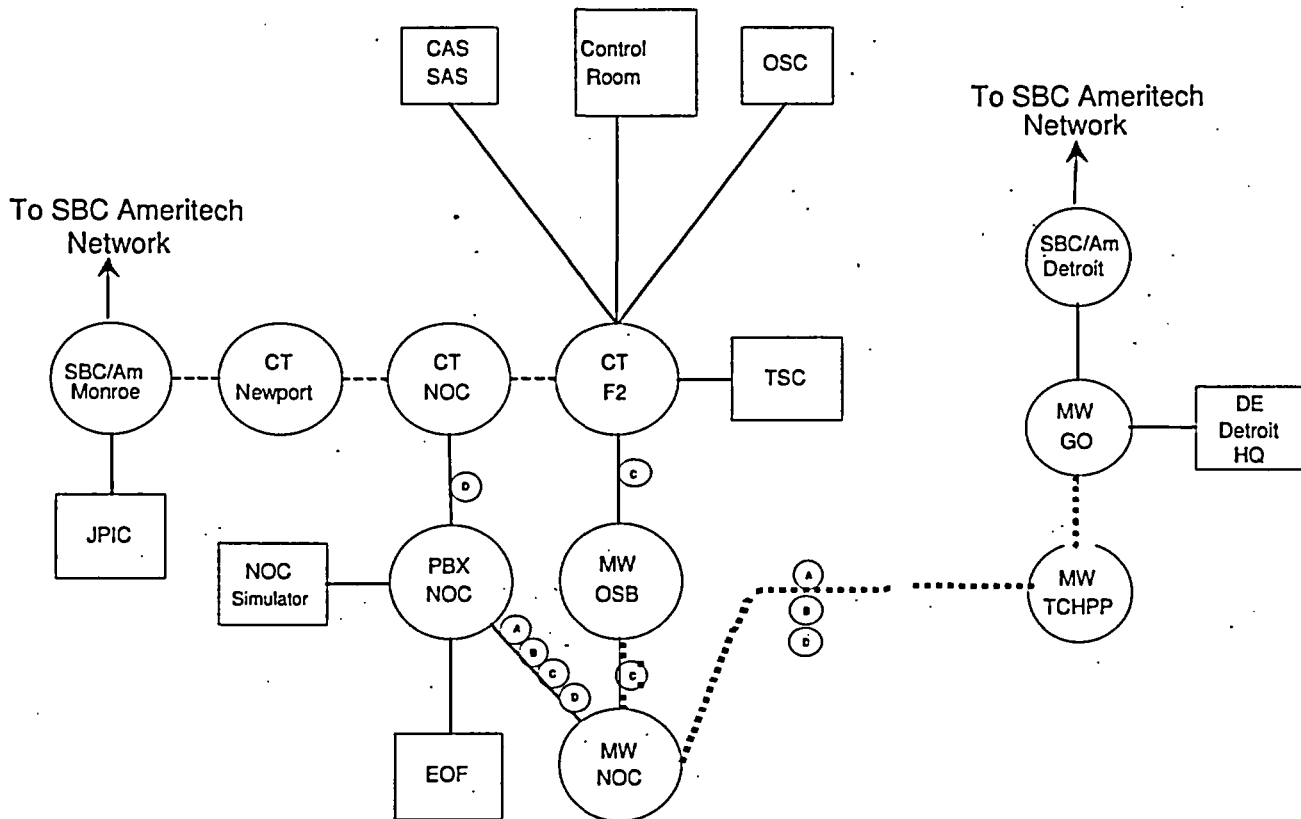 CAS
SAS
Control
Room
OSC
To SBC Ameritech
Network
To SBC Ameritech
Network
SBC/Am
Detroit
SBC/Am
Monroe
CT
Newport
CT
NOC
CT
F2
TSC
MW
GO
DE
Detroit
HQ
D
C
JPIC
NOC
Simulator
PBX
NOC
MW
OSB
A
B
D
MW
TCHPP
A
B
C
D
C
EOF
MW
NOC